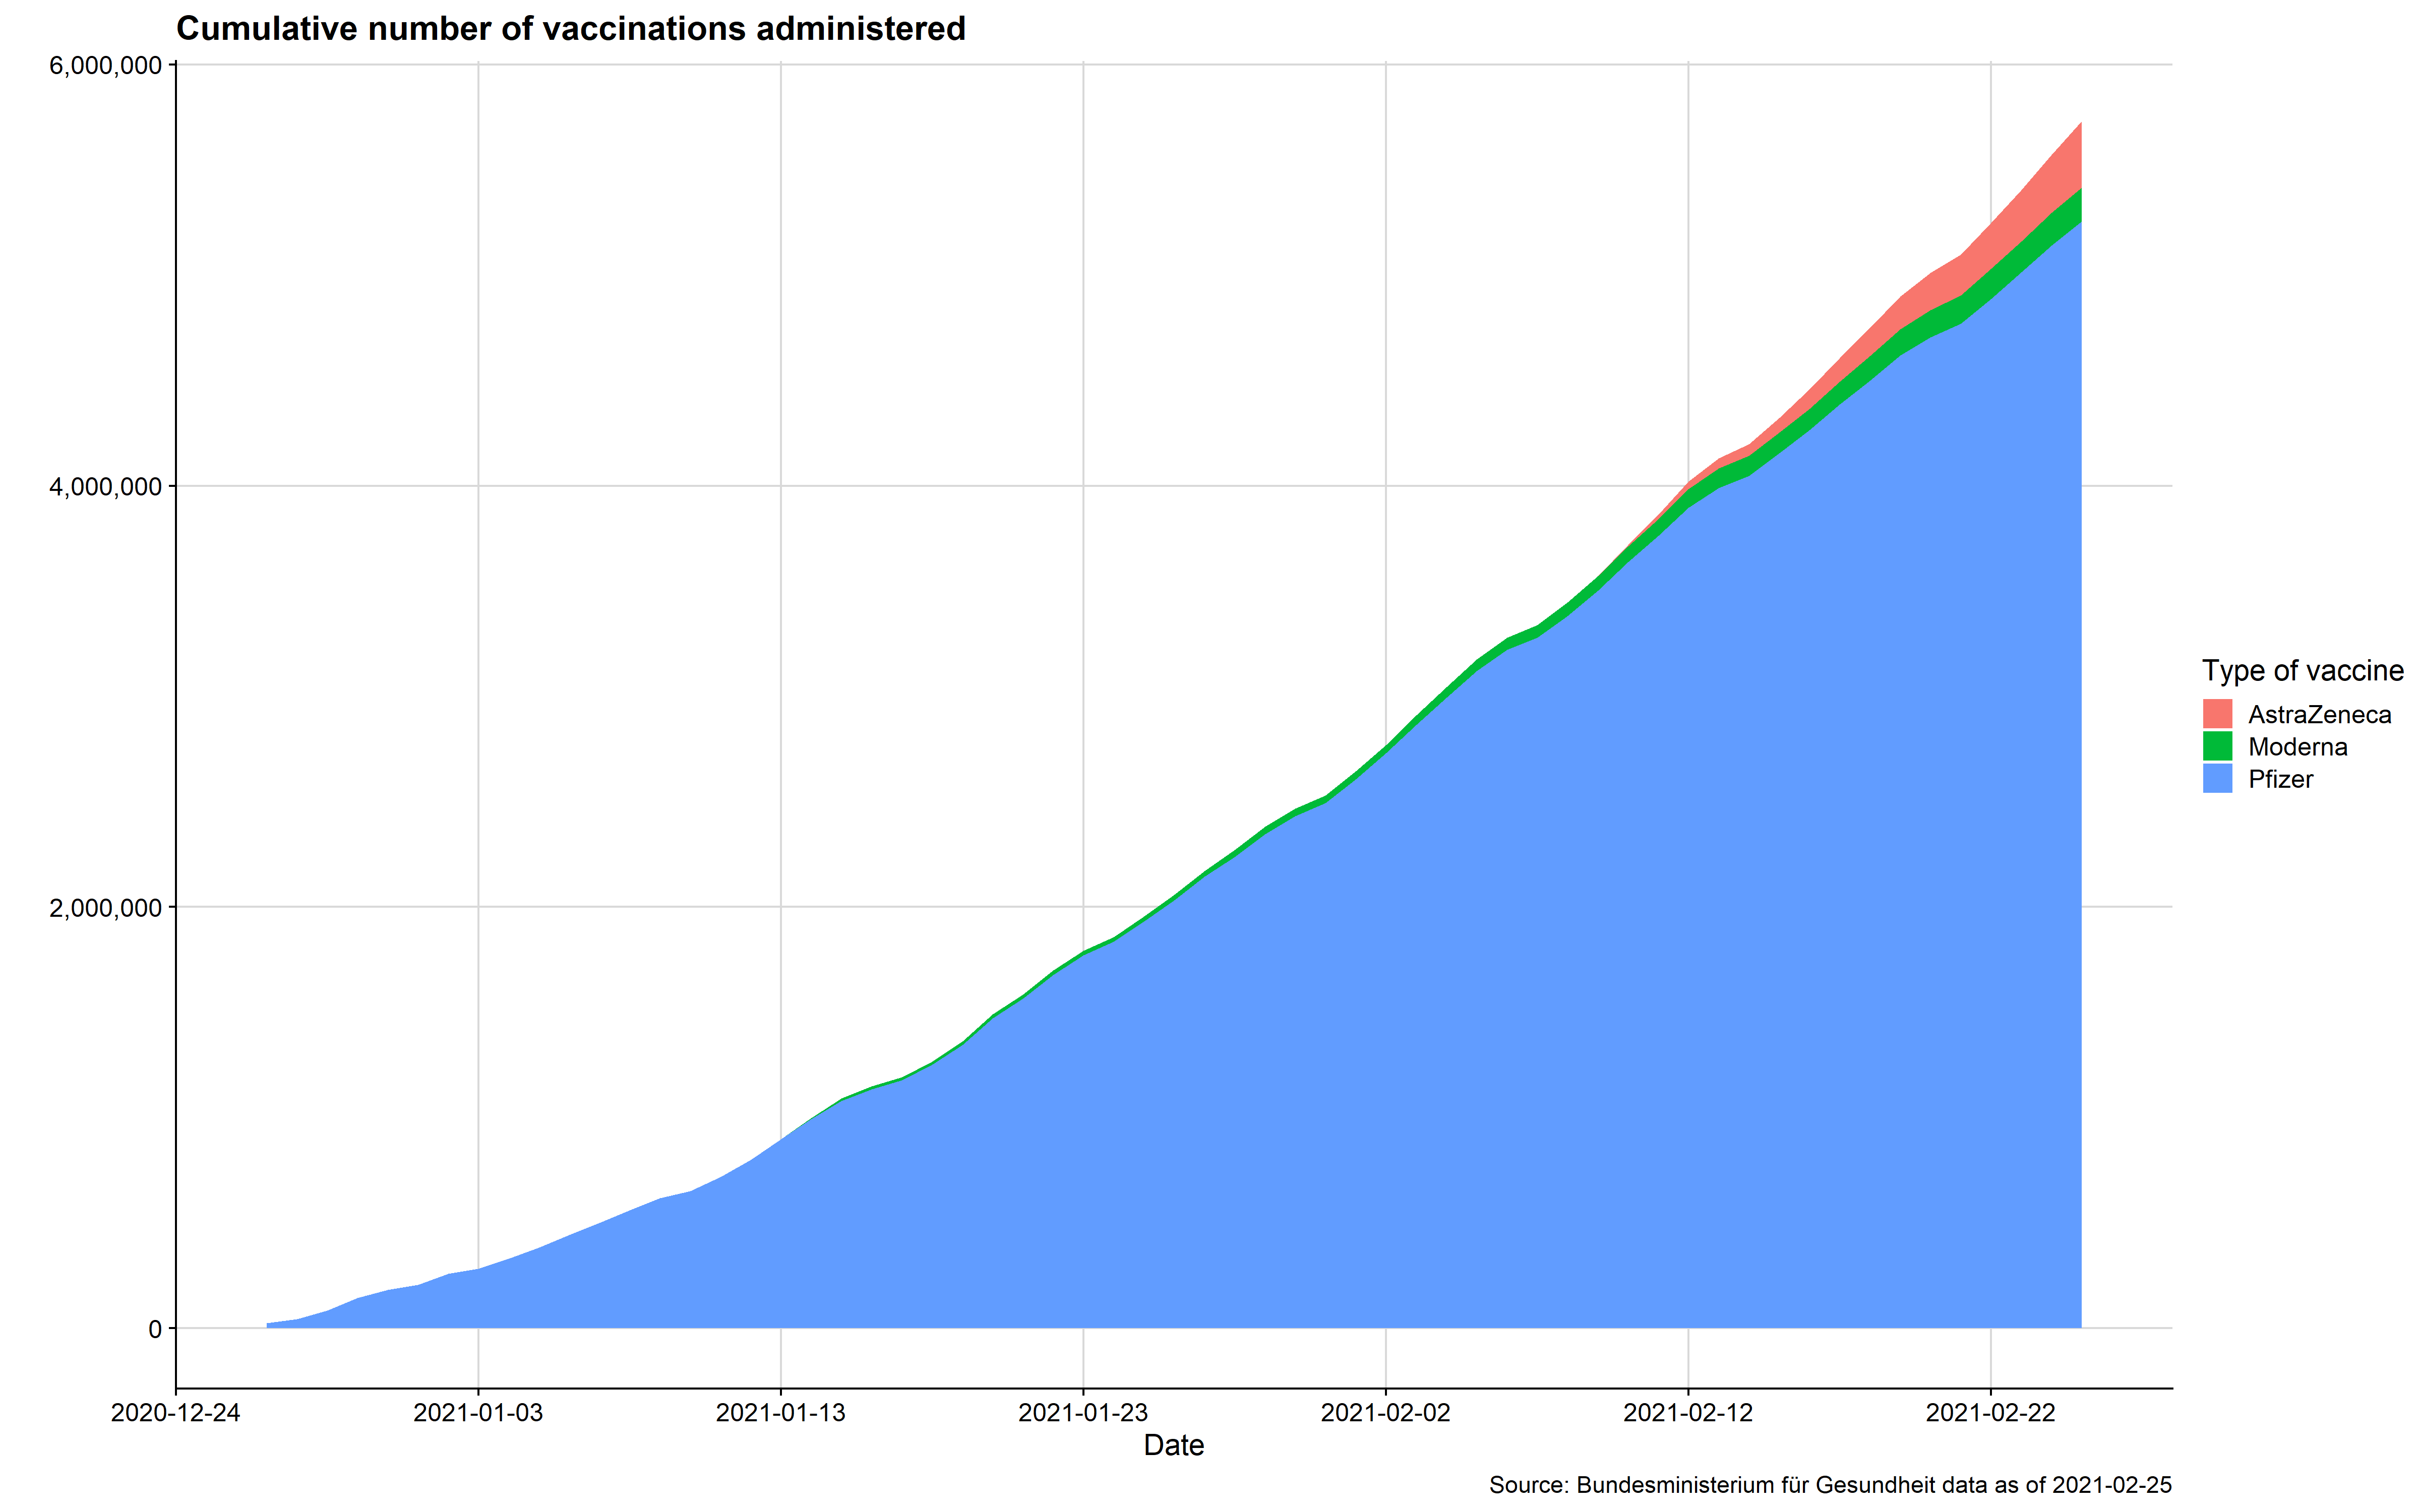 Cumulative number of vaccinations administered
6,000,000
4,000,000
2,000,000
0
2020-12-24 2021-01-03 2021-01-13 2021-01-23 2021-02-02 2021-02-12 2021-02-22
Date
Type of vaccine
AstraZeneca
Moderna
Pfizer
Source: Bundesministerium für Gesundheit data as of 2021-02-25